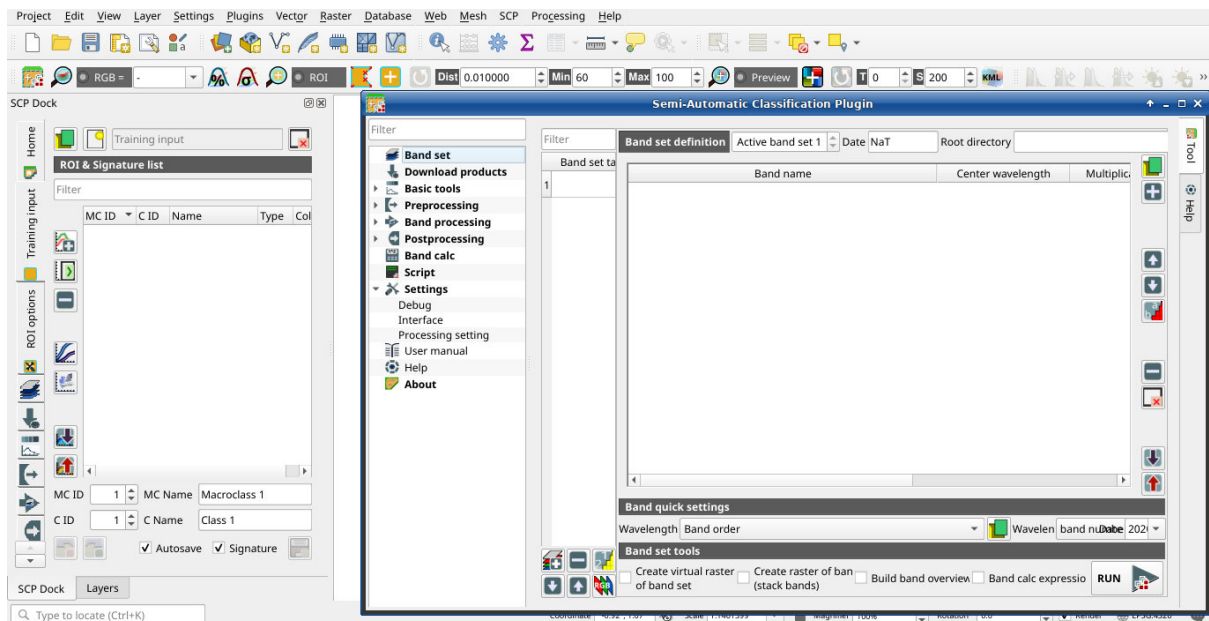 Project Edit View Layer Settings Plugins Vector Raster Database Web Mesh SCP Processing Help
RGB = - ROI Dist 0.010000 Min 60 Max 100 Preview T 0 S 200 KML
SCP Dock
Home
Training input
ROI options
Training input
ROI & Signature list
Filter
MC ID C ID Name Type Col
MC ID 1 MC Name Macroclass 1
C ID 1 C Name Class 1
Autosave Signature
SCP Dock Layers
Type to locate (Ctrl+K)
Semi-Automatic Classification Plugin
Filter
Band set
Download products
Basic tools
Preprocessing
Band processing
Postprocessing
Band calc
Script
Settings
Debug
Interface
Processing setting
User manual
Help
About
Filter
Band set ta
1
Band set definition Active band set 1 Date NaT Root directory
Band name Center wavelength Multiplica
Band quick settings
Wavelength Band order Wavelen band Date 202
Band set tools
Create virtual raster of band set
Create raster of ban (stack bands)
Build band overview
Band calc expressio
RUN
RGB
Tool
Help